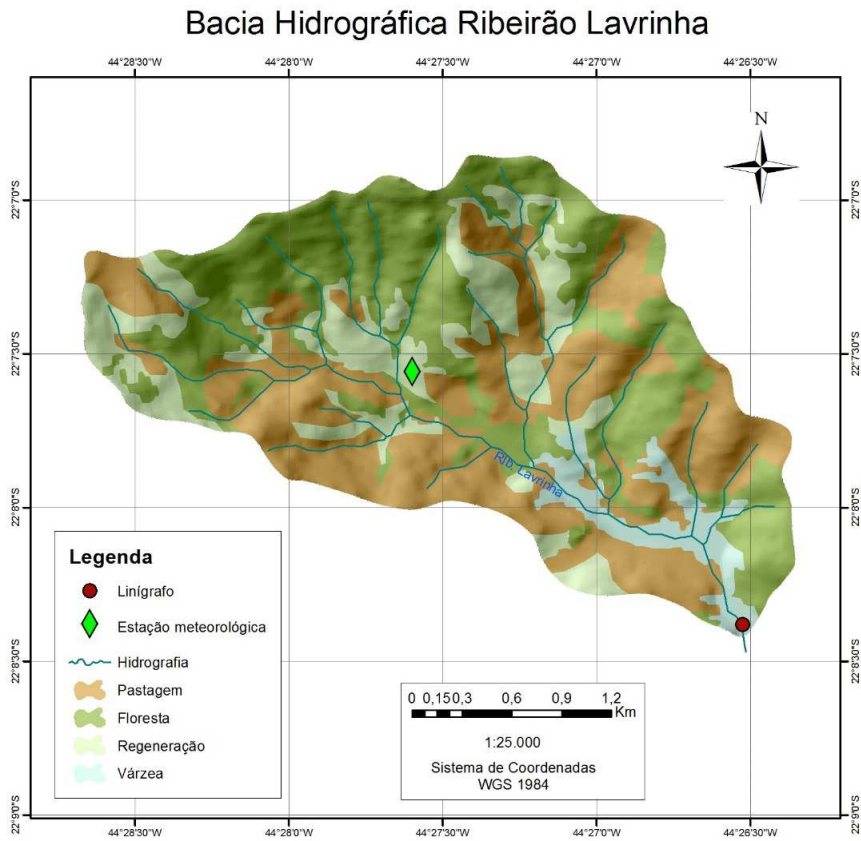 Bacia Hidrográfica Ribeirão Lavrinha
44°28'30"W 44°28'0"W 44°27'30"W 44°27'0"W 44°26'30"W
N
22°7'0"S 22°7'0"S
22°7'30"S 22°7'30"S
Rib. Lavrinha
22°8'0"S 22°8'0"S
Legenda
Linígrafo
Estação meteorológica
Hidrografia
Pastagem
Floresta
Regeneração
Várzea
22°8'30"S 22°8'30"S
0 0,15 0,3 0,6 0,9 1,2
Km
1:25.000
Sistema de Coordenadas
WGS 1984
22°9'0"S 22°9'0"S
44°28'30"W 44°28'0"W 44°27'30"W 44°27'0"W 44°26'30"W